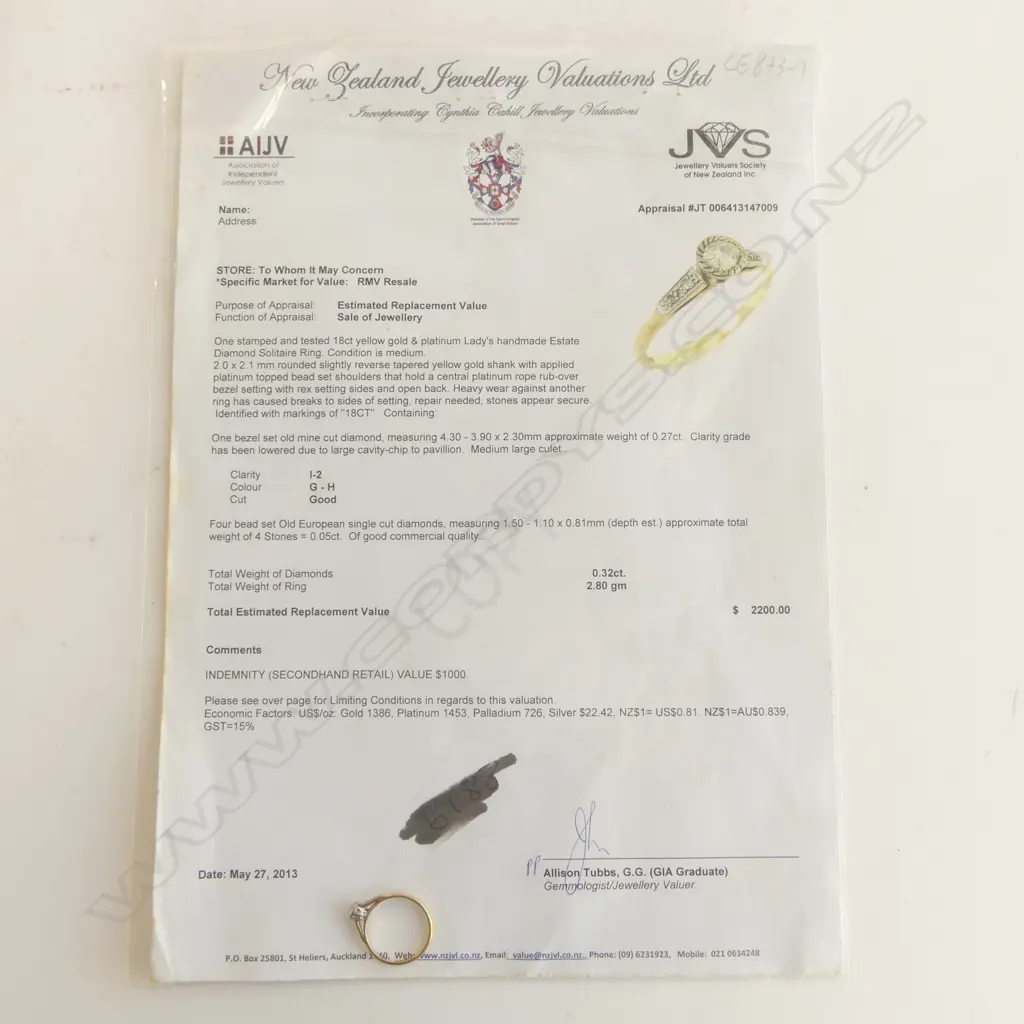 New Zealand Jewellery Valuations Ltd
Incorporating Cynthia Cahill Jewellery Valuations
AIJV
Association of
Independent
Jewellery Valuers
JVS
Jewellery Valuers Society
of New Zealand Inc
Name:
Address:
Appraisal #JT 006413147009
STORE: To Whom It May Concern
*Specific Market for Value: RMV Resale
Purpose of Appraisal: Estimated Replacement Value
Function of Appraisal: Sale of Jewellery
One stamped and tested 18ct yellow gold & platinum Lady's handmade Estate
Diamond Solitaire Ring. Condition is medium.
2.0 x 2.1 mm rounded slightly reverse tapered yellow gold shank with applied
platinum topped bead set shoulders that hold a central platinum rope rub-over
bezel setting with rex setting sides and open back. Heavy wear against another
ring has caused breaks to sides of setting, repair needed, stones appear secure.
Identified with markings of "18CT" Containing:
One bezel set old mine cut diamond, measuring 4.30 - 3.90 x 2.30mm approximate weight of 0.27ct. Clarity grade
has been lowered due to large cavity-chip to pavillion. Medium large culet..
Clarity I-2
Colour G - H
Cut Good
Four bead set Old European single cut diamonds, measuring 1.50 - 1.10 x 0.81mm (depth est.) approximate total
weight of 4 Stones = 0.05ct. Of good commercial quality..
Total Weight of Diamonds 0.32ct.
Total Weight of Ring 2.80 gm
Total Estimated Replacement Value $ 2200.00
Comments
INDEMNITY (SECONDHAND RETAIL) VALUE $1000.
Please see over page for Limiting Conditions in regards to this valuation.
Economic Factors. US$/oz: Gold 1386, Platinum 1453, Palladium 726, Silver $22.42, NZ$1= US$0.81. NZ$1=AU$0.839,
GST=15%
Date: May 27, 2013
pp
Allison Tubbs, G.G. (GIA Graduate)
Gemmologist/Jewellery Valuer
P.O. Box 25801, St Heliers, Auckland Web: www.nzjvl.co.nz, Email: value@nzjvl.co.nz., Phone: (09) 6231923, Mobile: 021 0634248